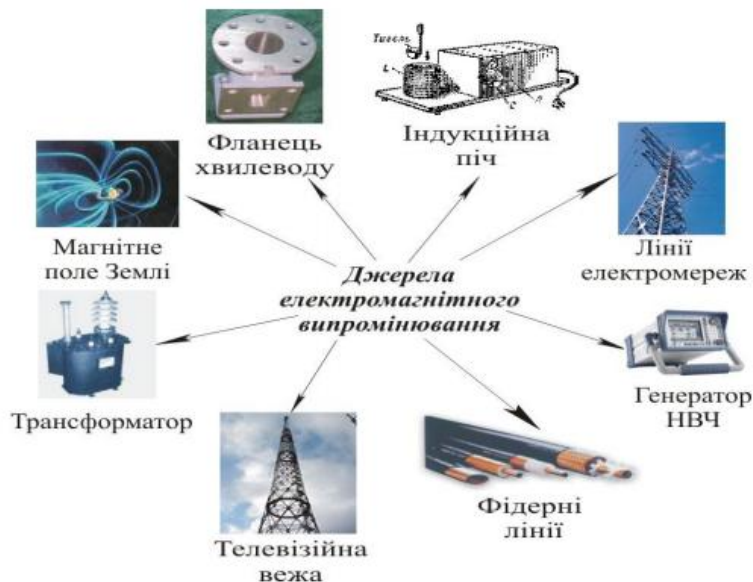 Тигель
L
C
R
Фланець
хвилеводу
Індукційна
піч
Магнітне
поле Землі
Лінії
електромереж
Джерела
електромагнітного
випромінювання
Трансформатор
Генератор
НВЧ
Телевізійна
вежа
Фідерні
лінії